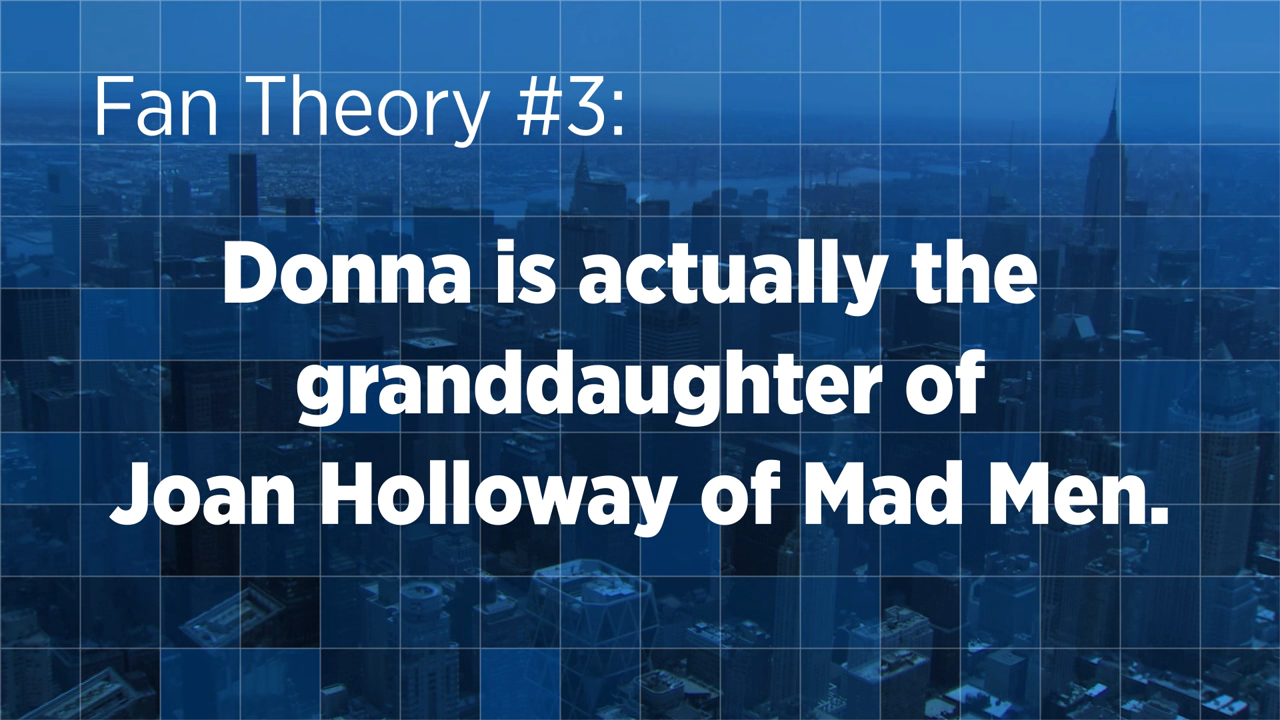 Fan Theory #3:
Donna is actually the
granddaughter of
Joan Holloway of Mad Men.